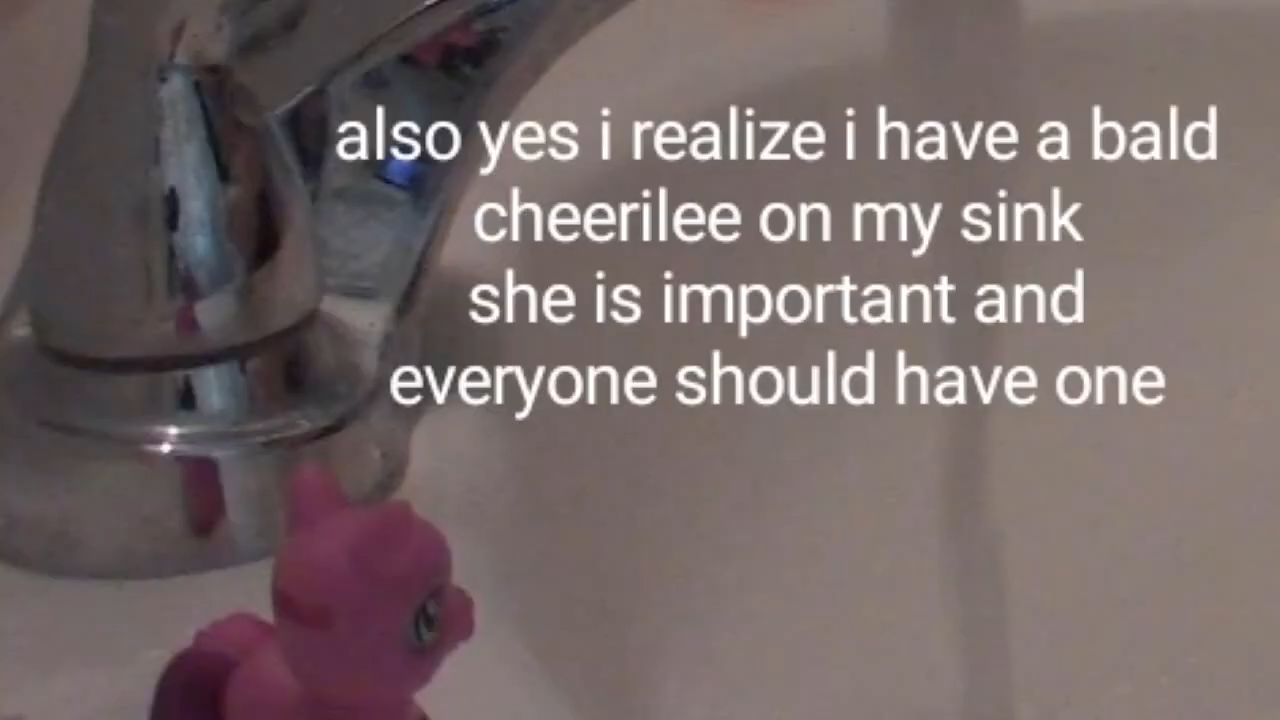 also yes i realize i have a bald
cheerilee on my sink
she is important and
everyone should have one